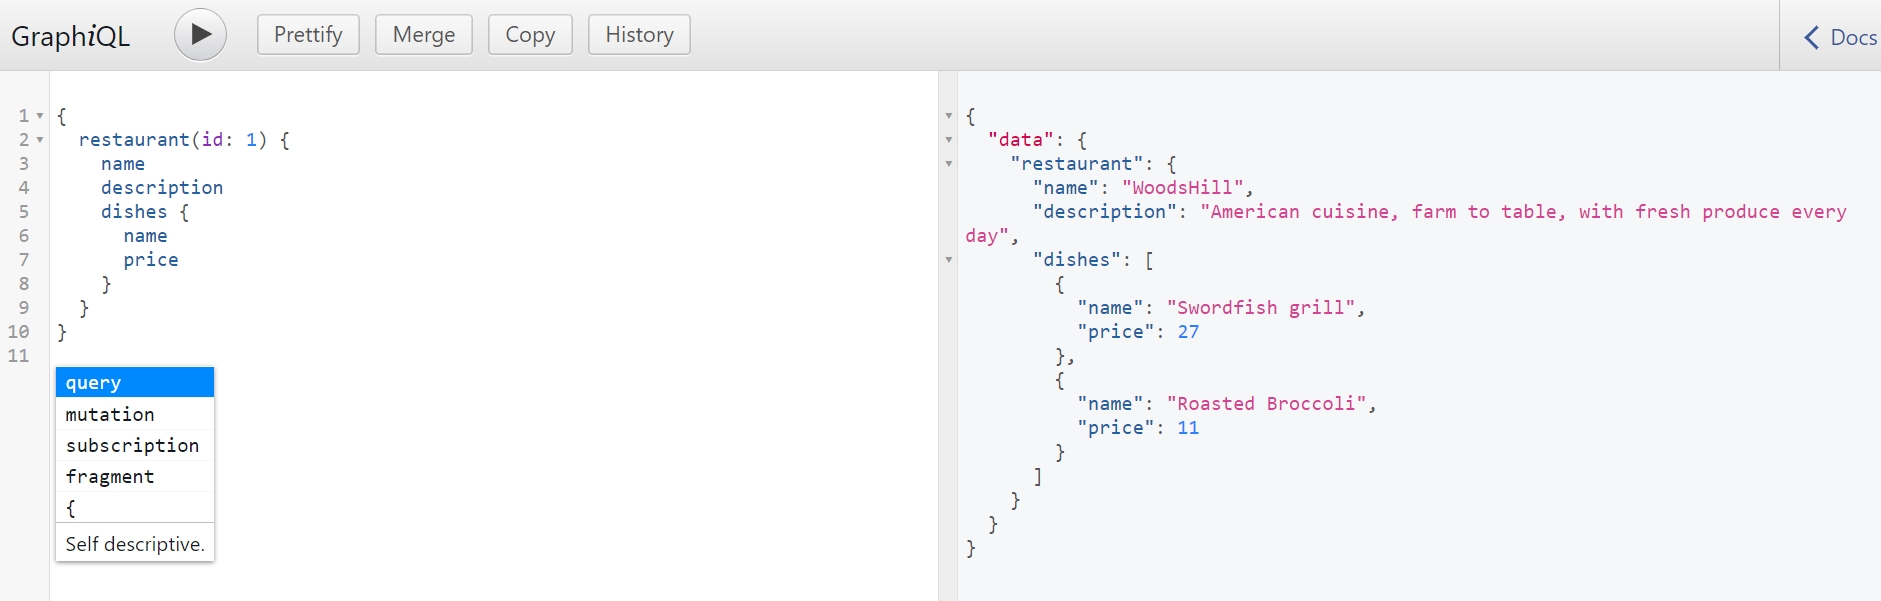 GraphiQL Prettify Merge Copy History Docs
1 {
2 restaurant(id: 1) {
3 name
4 description
5 dishes {
6 name
7 price
8 }
9 }
10 }
11
query
mutation
subscription
fragment
{
Self descriptive.
{
"data": {
"restaurant": {
"name": "WoodsHill",
"description": "American cuisine, farm to table, with fresh produce every
day",
"dishes": [
{
"name": "Swordfish grill",
"price": 27
},
{
"name": "Roasted Broccoli",
"price": 11
}
]
}
}
}